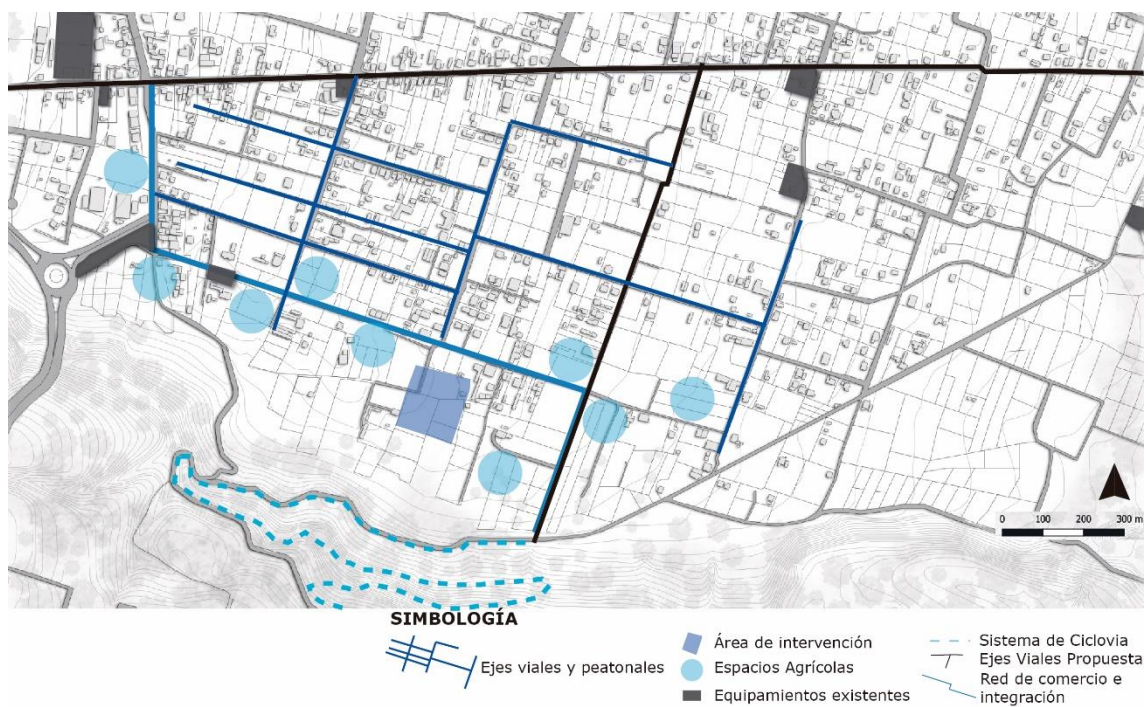 0 100 200 300 m
SIMBOLOGÍA
Ejes viales y peatonales
Área de intervención
Espacios Agrícolas
Equipamientos existentes
Sistema de Ciclovia
Ejes Viales Propuesta
Red de comercio e
integración